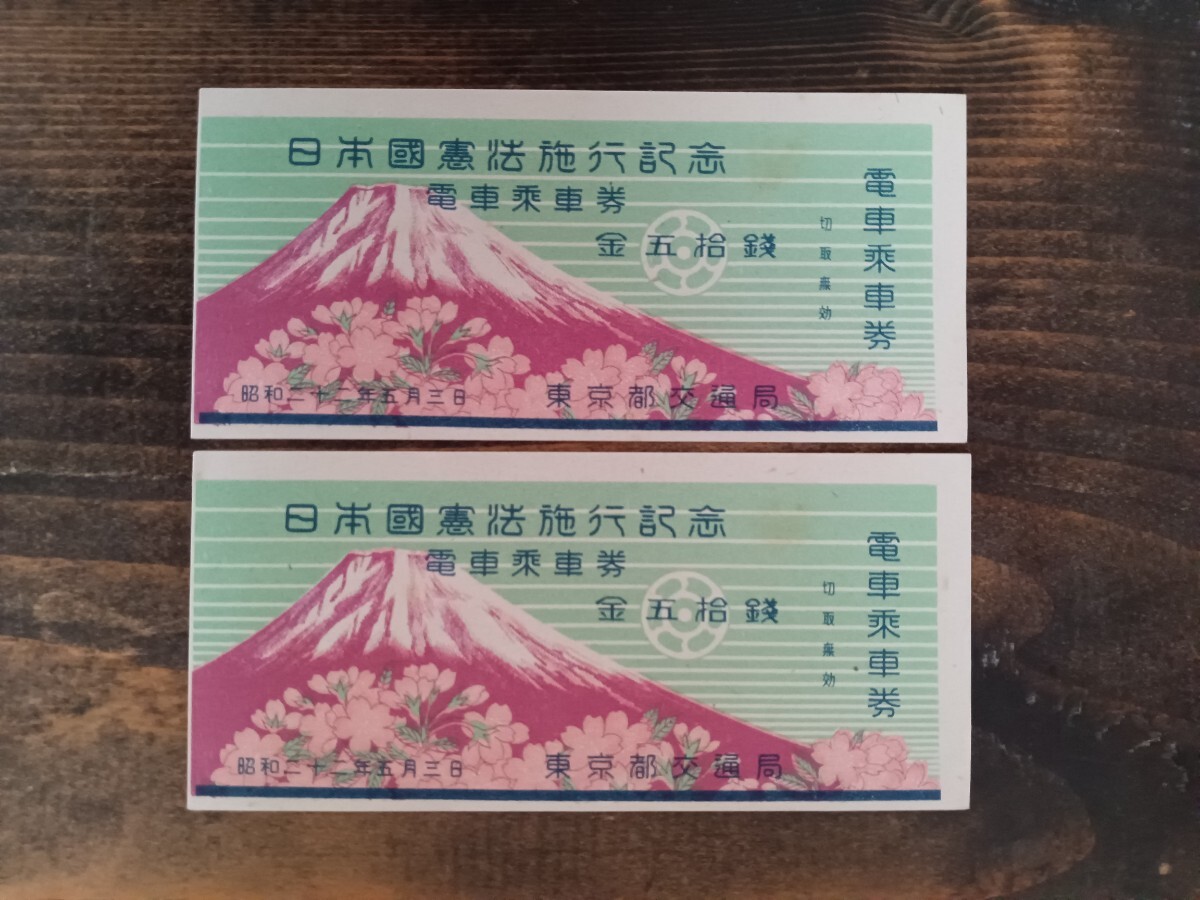 日本國憲法施行記念
電車乘車券
金五拾錢
昭和二十二年五月三日
東京都交通局
切取無効
電車乘車券
日本國憲法施行記念
電車乘車券
金五拾錢
昭和二十二年五月三日
東京都交通局
切取無効
電車乘車券